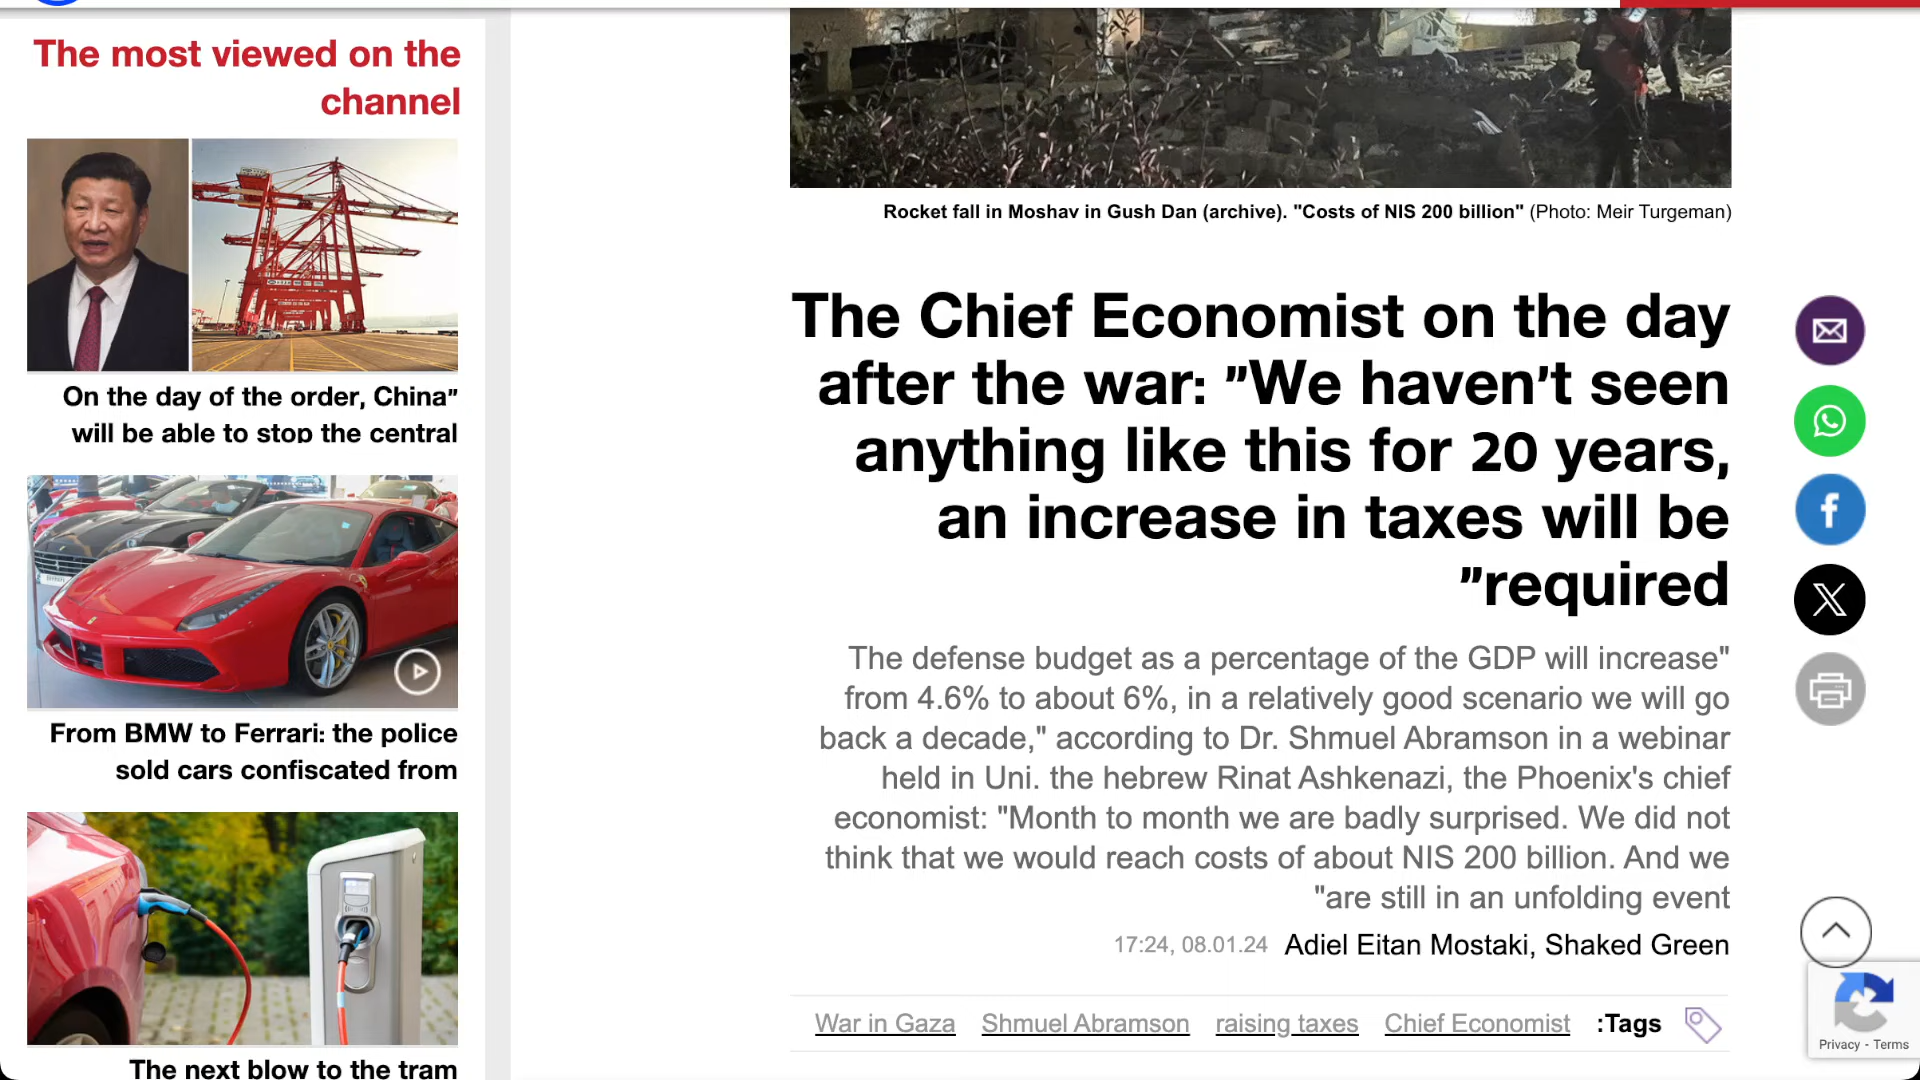 The most viewed on the
channel
On the day of the order, China"
will be able to stop the central
From BMW to Ferrari: the police
sold cars confiscated from
The next blow to the tram
Rocket fall in Moshav in Gush Dan (archive). "Costs of NIS 200 billion" (Photo: Meir Turgeman)
The Chief Economist on the day
after the war: "We haven't seen
anything like this for 20 years,
an increase in taxes will be
"required
The defense budget as a percentage of the GDP will increase"
from 4.6% to about 6%, in a relatively good scenario we will go
back a decade," according to Dr. Shmuel Abramson in a webinar
held in Uni. the hebrew Rinat Ashkenazi, the Phoenix's chief
economist: "Month to month we are badly surprised. We did not
think that we would reach costs of about NIS 200 billion. And we
"are still in an unfolding event
17:24, 08.01.24 Adiel Eitan Mostaki, Shaked Green
War in Gaza Shmuel Abramson raising taxes Chief Economist :Tags
Privacy - Terms